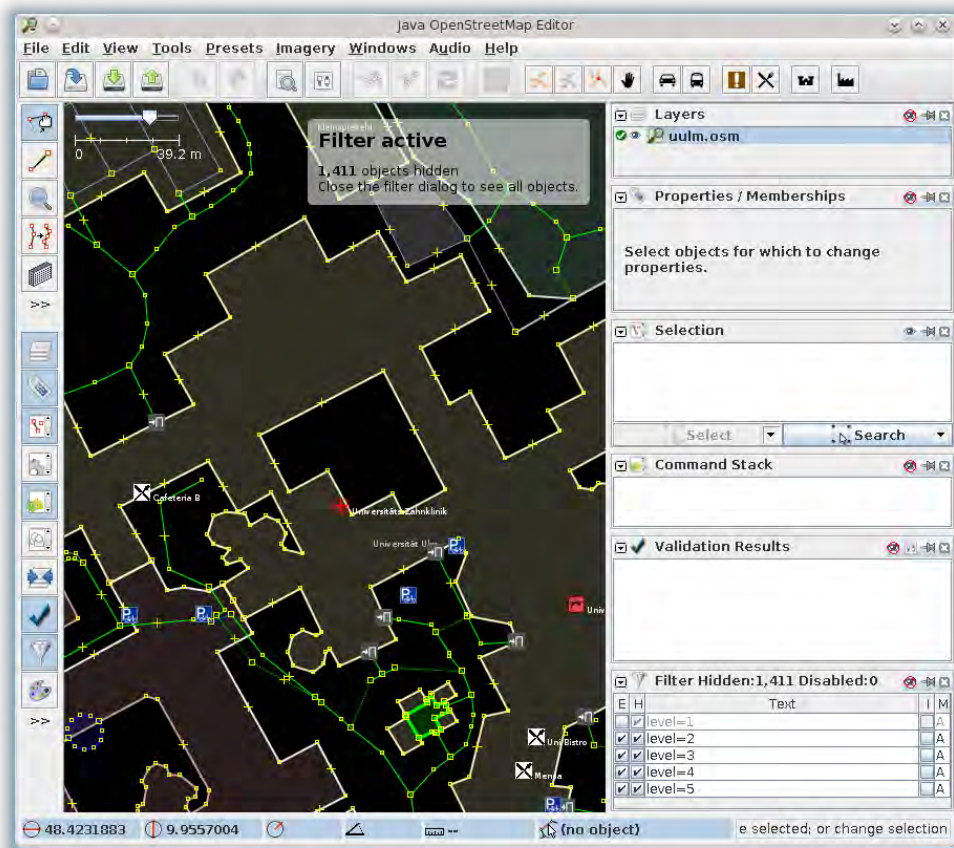 Java OpenStreetMap Editor
File Edit View Tools Presets Imagery Windows Audio Help
0 39.2 m
Filter active
1,411 objects hidden
Close the filter dialog to see all objects.
Cafeteria B
Universitäts-Zahnklinik
Universität Ulm
Univ
Uni Bistro
Mensa
>>
>>
Layers
uulm.osm
Properties / Memberships
Select objects for which to change
properties.
Selection
Select Search
Command Stack
Validation Results
Filter Hidden:1,411 Disabled:0
E H Text I M
level=1 A
level=2 A
level=3 A
level=4 A
level=5 A
48.4231883 9.9557004 -- (no object) e selected; or change selection